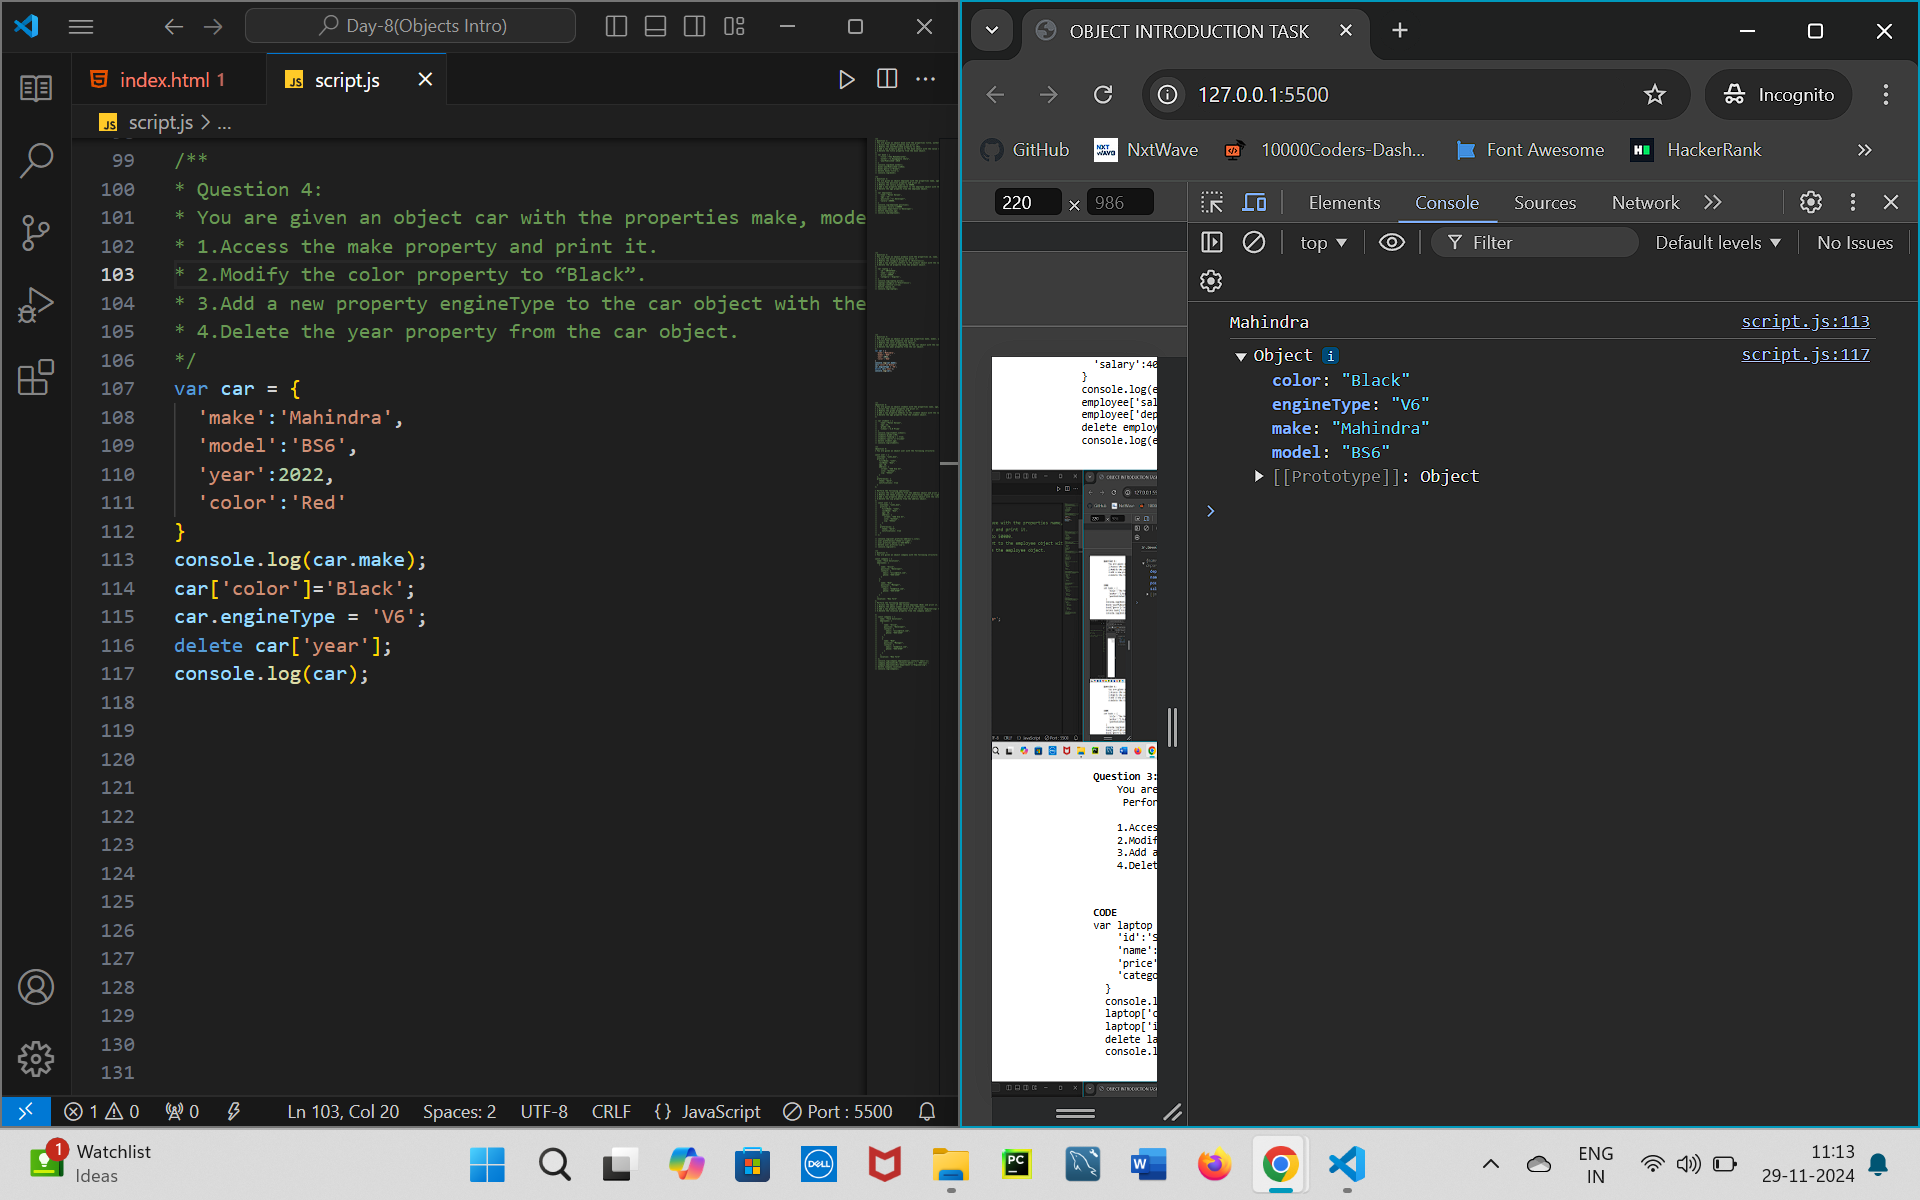 Day-8(Objects Intro)
index.html 1
script.js
script.js > ...
99 /**
100 * Question 4:
101 * You are given an object car with the properties make, mode
102 * 1.Access the make property and print it.
103 * 2.Modify the color property to “Black”.
104 * 3.Add a new property engineType to the car object with the
105 * 4.Delete the year property from the car object.
106 */
107 var car = {
108 'make':'Mahindra',
109 'model':'BS6',
110 'year':2022,
111 'color':'Red'
112 }
113 console.log(car.make);
114 car['color']='Black';
115 car.engineType = 'V6';
116 delete car['year'];
117 console.log(car);
118
119
120
121
122
123
124
125
126
127
128
129
130
131
1 0 0 Ln 103, Col 20 Spaces: 2 UTF-8 CRLF {} JavaScript Port : 5500
OBJECT INTRODUCTION TASK
127.0.0.1:5500
Incognito
GitHub NxtWave 10000Coders-Dash... Font Awesome HackerRank
220 × 986
Elements Console Sources Network
top Filter Default levels No Issues
Mahindra script.js:113
Object script.js:117
color: "Black"
engineType: "V6"
make: "Mahindra"
model: "BS6"
[[Prototype]]: Object
'salary':40
}
console.log(e
employee['sal
employee['dep
delete employ
console.log(e
Question 3:
You are
Perfor
1.Acces
2.Modif
3.Add a
4.Delet
CODE
var laptop
'id':'S
'name':
'price'
'catego
}
console.l
laptop['c
laptop['i
delete la
console.l
1
Watchlist
Ideas
DELL
PC
ENG
IN
11:13
29-11-2024